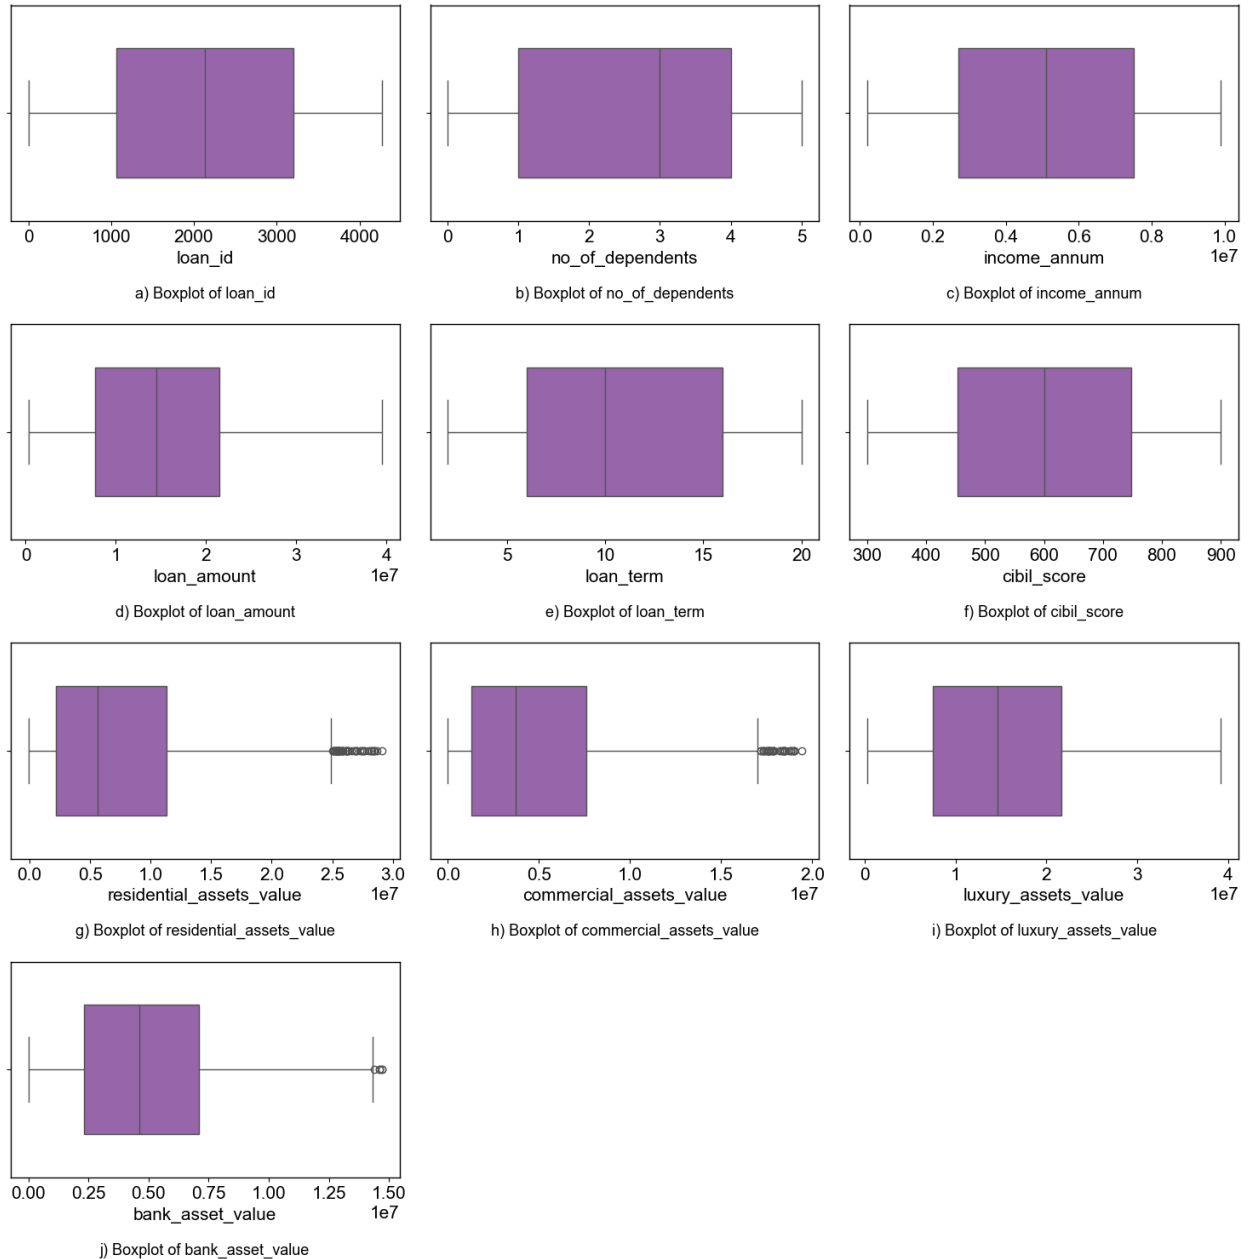 0 1000 2000 3000 4000
loan_id
a) Boxplot of loan_id
0 1 2 3 4 5
no_of_dependents
b) Boxplot of no_of_dependents
0.0 0.2 0.4 0.6 0.8 1.0
income_annum 1e7
c) Boxplot of income_annum
0 1 2 3 4
loan_amount 1e7
d) Boxplot of loan_amount
5 10 15 20
loan_term
e) Boxplot of loan_term
300 400 500 600 700 800 900
cibil_score
f) Boxplot of cibil_score
0.0 0.5 1.0 1.5 2.0 2.5 3.0
residential_assets_value 1e7
g) Boxplot of residential_assets_value
0.0 0.5 1.0 1.5 2.0
commercial_assets_value 1e7
h) Boxplot of commercial_assets_value
0 1 2 3 4
luxury_assets_value 1e7
i) Boxplot of luxury_assets_value
0.00 0.25 0.50 0.75 1.00 1.25 1.50
bank_asset_value 1e7
j) Boxplot of bank_asset_value